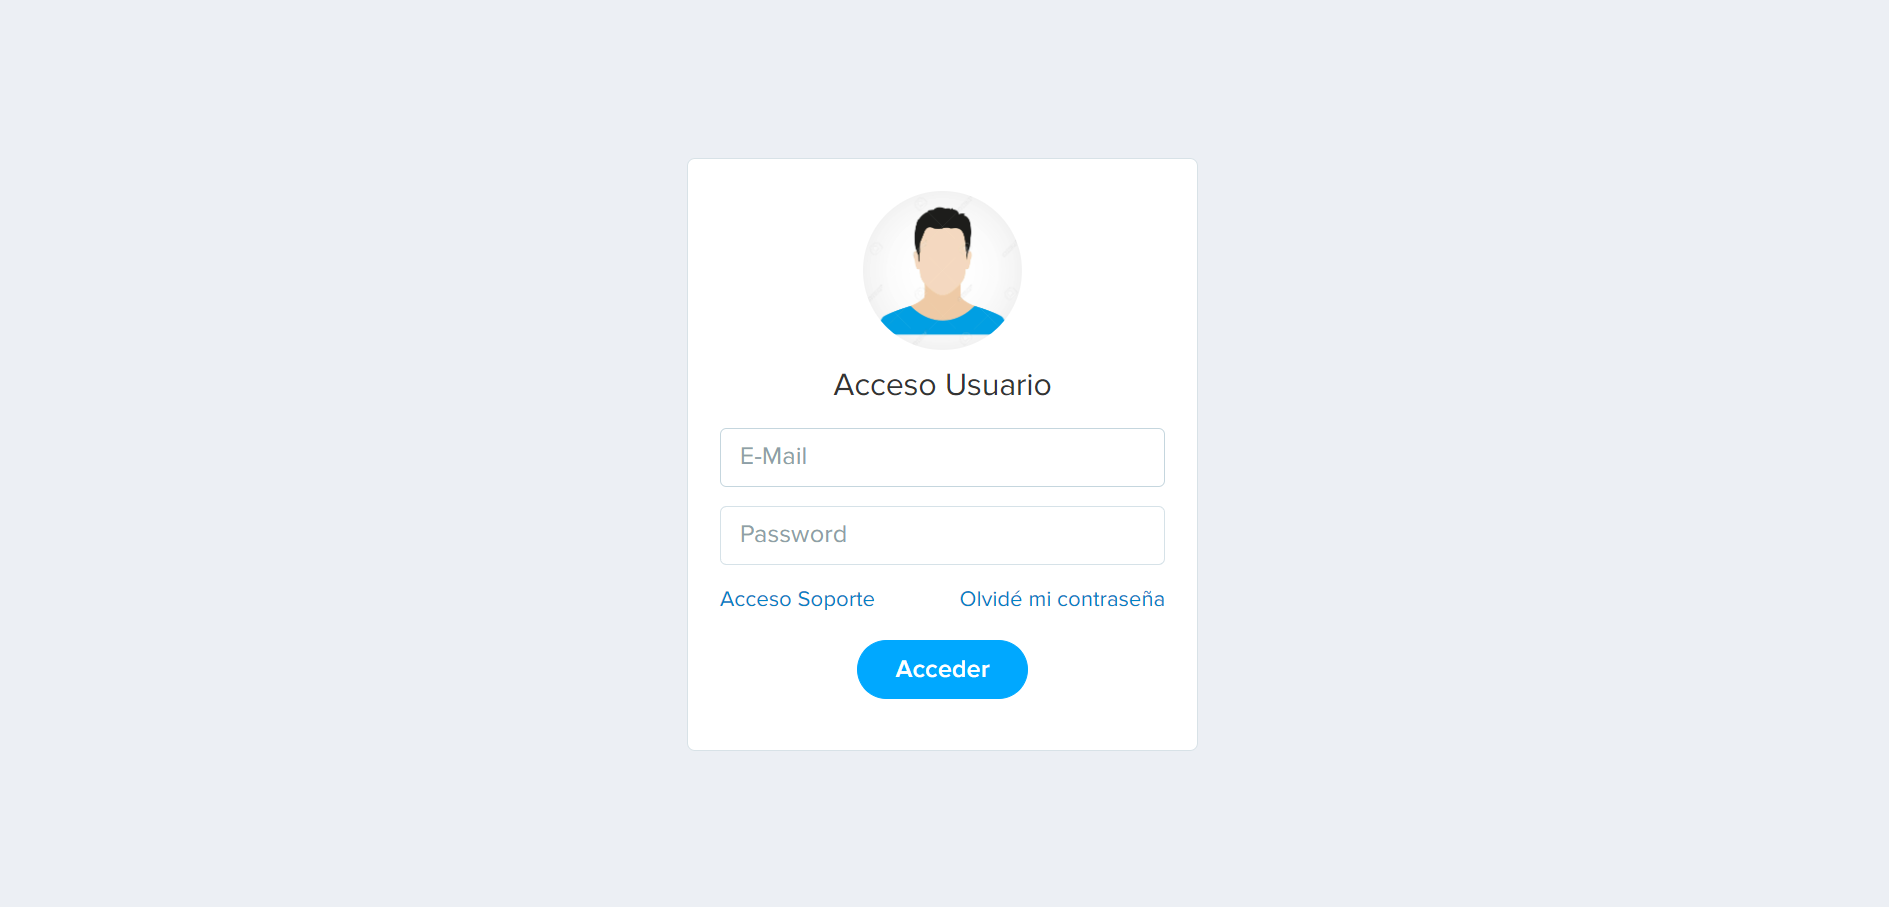 Acceso Usuario
E-Mail
Password
Acceso Soporte
Olvidé mi contraseña
Acceder